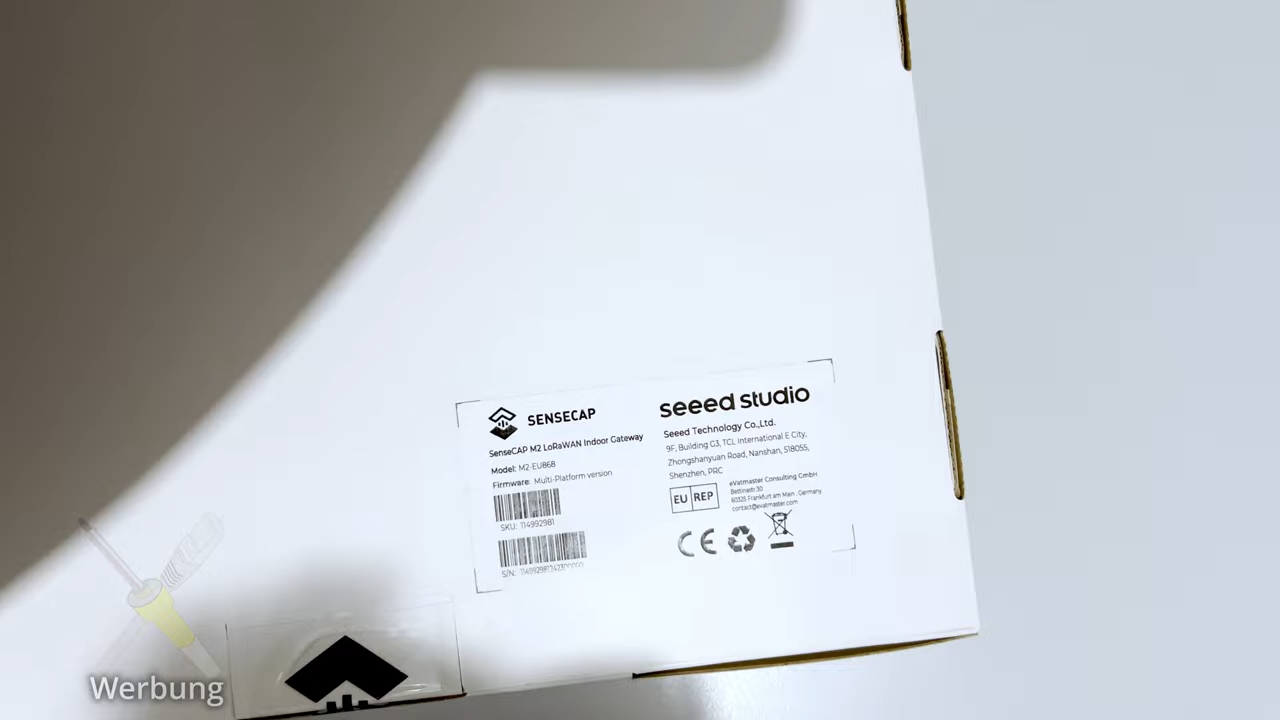 SENSECAP
SenseCAP M2 LoRaWAN Indoor Gateway
Model: M2-EU868
Firmware: Multi-Platform version
SKU: 114992981
S/N:
seeed studio
Seeed Technology Co.,Ltd.
9F, Building G3, TCL International E City,
Zhongshanyuan Road, Nanshan, 518055,
Shenzhen, PRC
EU REP
eVatmaster Consulting GmbH
Bettinastr. 30
60325 Frankfurt am Main , Germany
contact@evatmaster.com
CE
Werbung